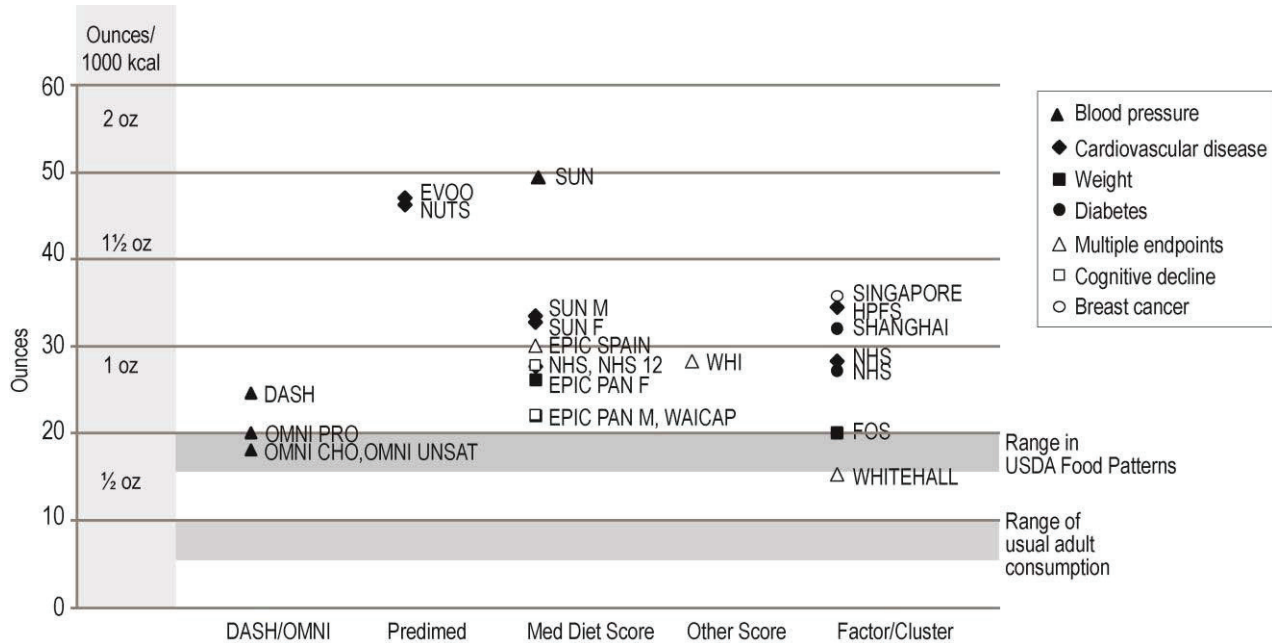 Ounces/
1000 kcal
60
2 oz
50
1½ oz
40
30
1 oz
20
½ oz
10
0
Ounces
DASH
OMNI PRO
OMNI CHO,OMNI UNSAT
EVOO
NUTS
SUN
SUN M
SUN F
EPIC SPAIN
NHS, NHS 12
EPIC PAN F
EPIC PAN M, WAICAP
WHI
SINGAPORE
HPFS
SHANGHAI
NHS
NHS
FOS
WHITEHALL
Range in
USDA Food Patterns
Range of
usual adult
consumption
Blood pressure
Cardiovascular disease
Weight
Diabetes
Multiple endpoints
Cognitive decline
Breast cancer
DASH/OMNI
Predimed
Med Diet Score
Other Score
Factor/Cluster